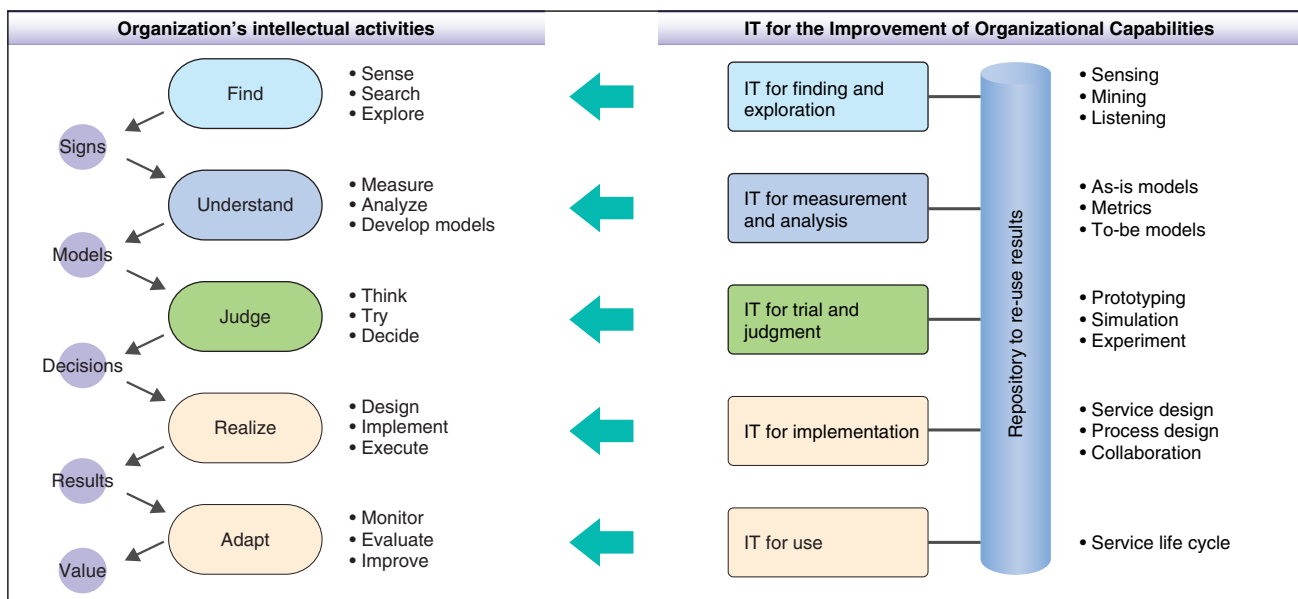 Organization's intellectual activities
Find
• Sense
• Search
• Explore
Signs
Understand
• Measure
• Analyze
• Develop models
Models
Judge
• Think
• Try
• Decide
Decisions
Realize
• Design
• Implement
• Execute
Results
Adapt
• Monitor
• Evaluate
• Improve
Value
IT for the Improvement of Organizational Capabilities
IT for finding and
exploration
• Sensing
• Mining
• Listening
IT for measurement
and analysis
• As-is models
• Metrics
• To-be models
IT for trial and
judgment
• Prototyping
• Simulation
• Experiment
IT for implementation
• Service design
• Process design
• Collaboration
IT for use
• Service life cycle
Repository to re-use results